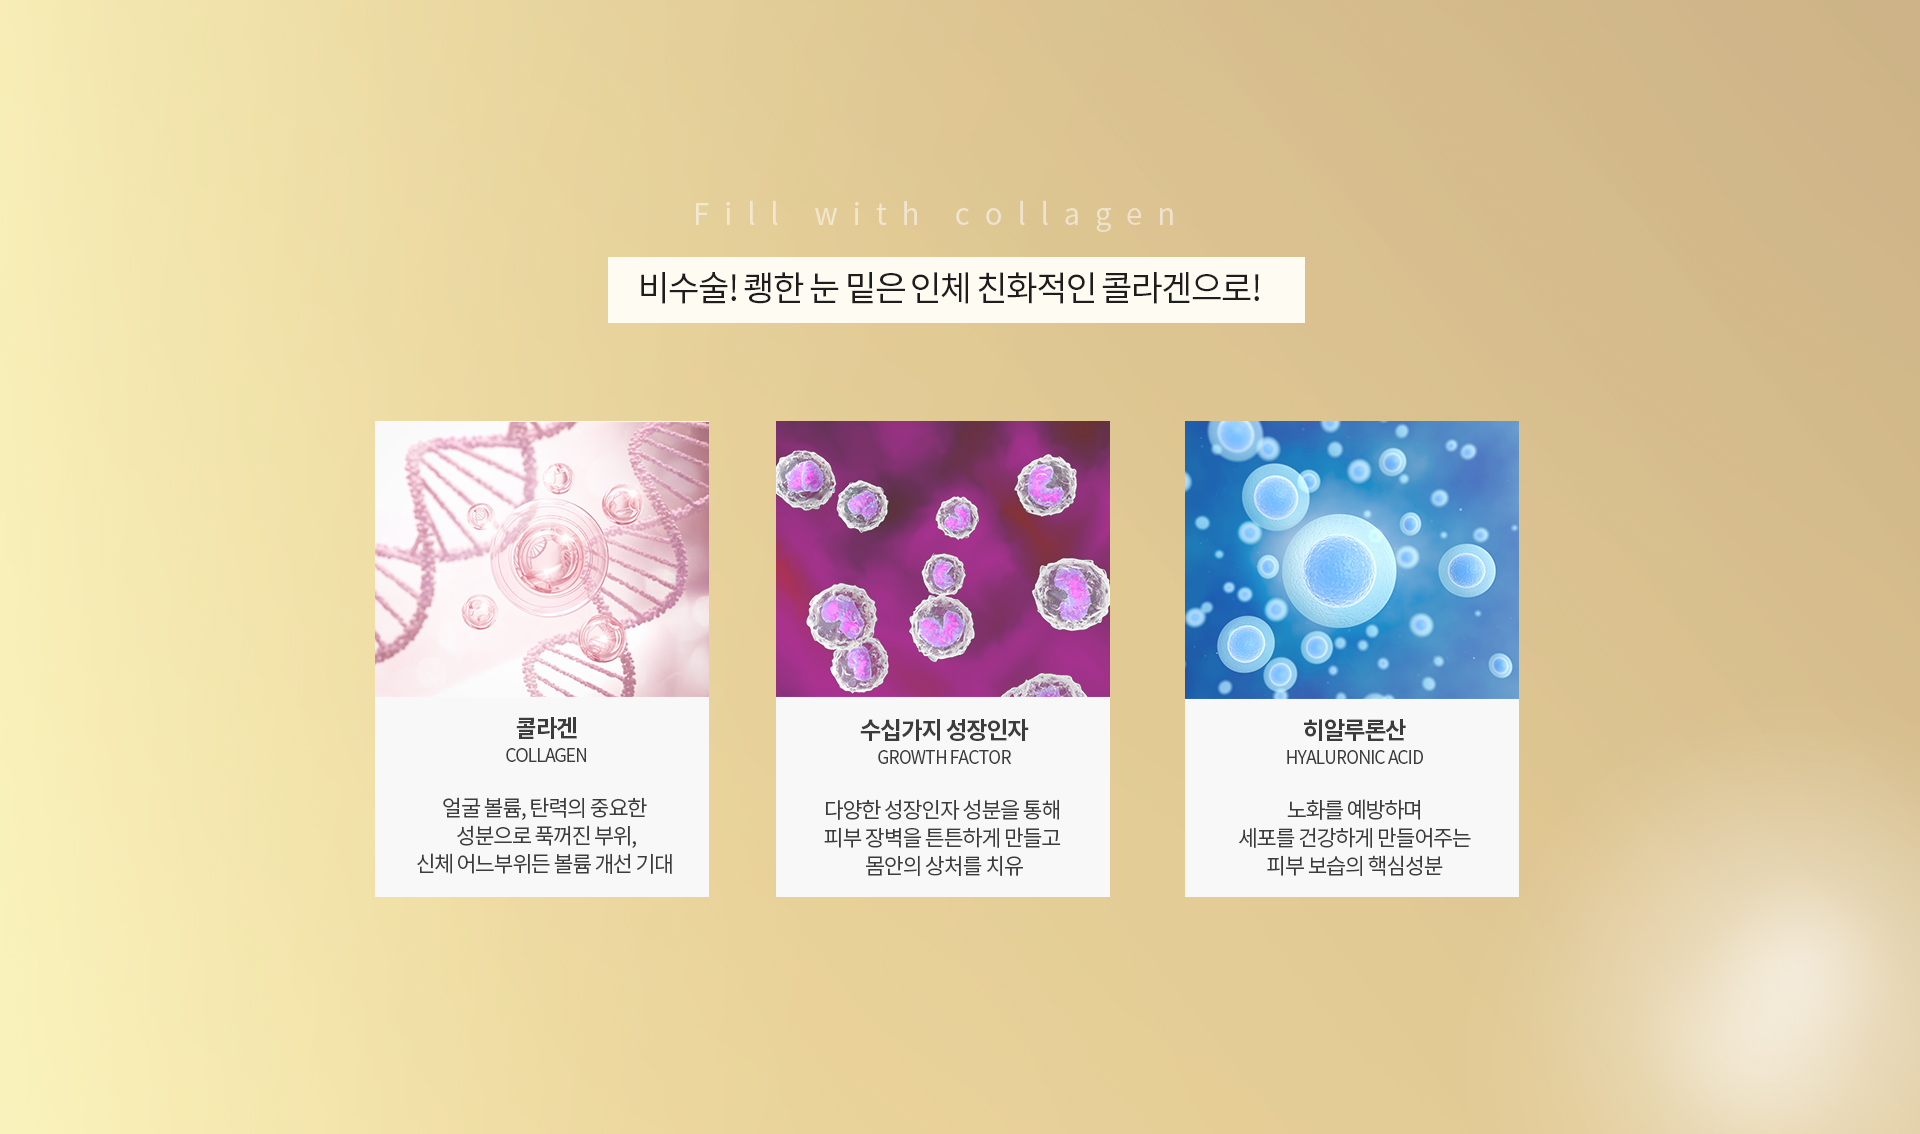 Fill with collagen
비수술! 쾡한 눈 밑은 인체 친화적인 콜라겐으로!
콜라겐
COLLAGEN
얼굴 볼륨, 탄력의 중요한
성분으로 푹꺼진 부위,
신체 어느부위든 볼륨 개선 기대
수십가지 성장인자
GROWTH FACTOR
다양한 성장인자 성분을 통해
피부 장벽을 튼튼하게 만들고
몸안의 상처를 치유
히알루론산
HYALURONIC ACID
노화를 예방하며
세포를 건강하게 만들어주는
피부 보습의 핵심성분